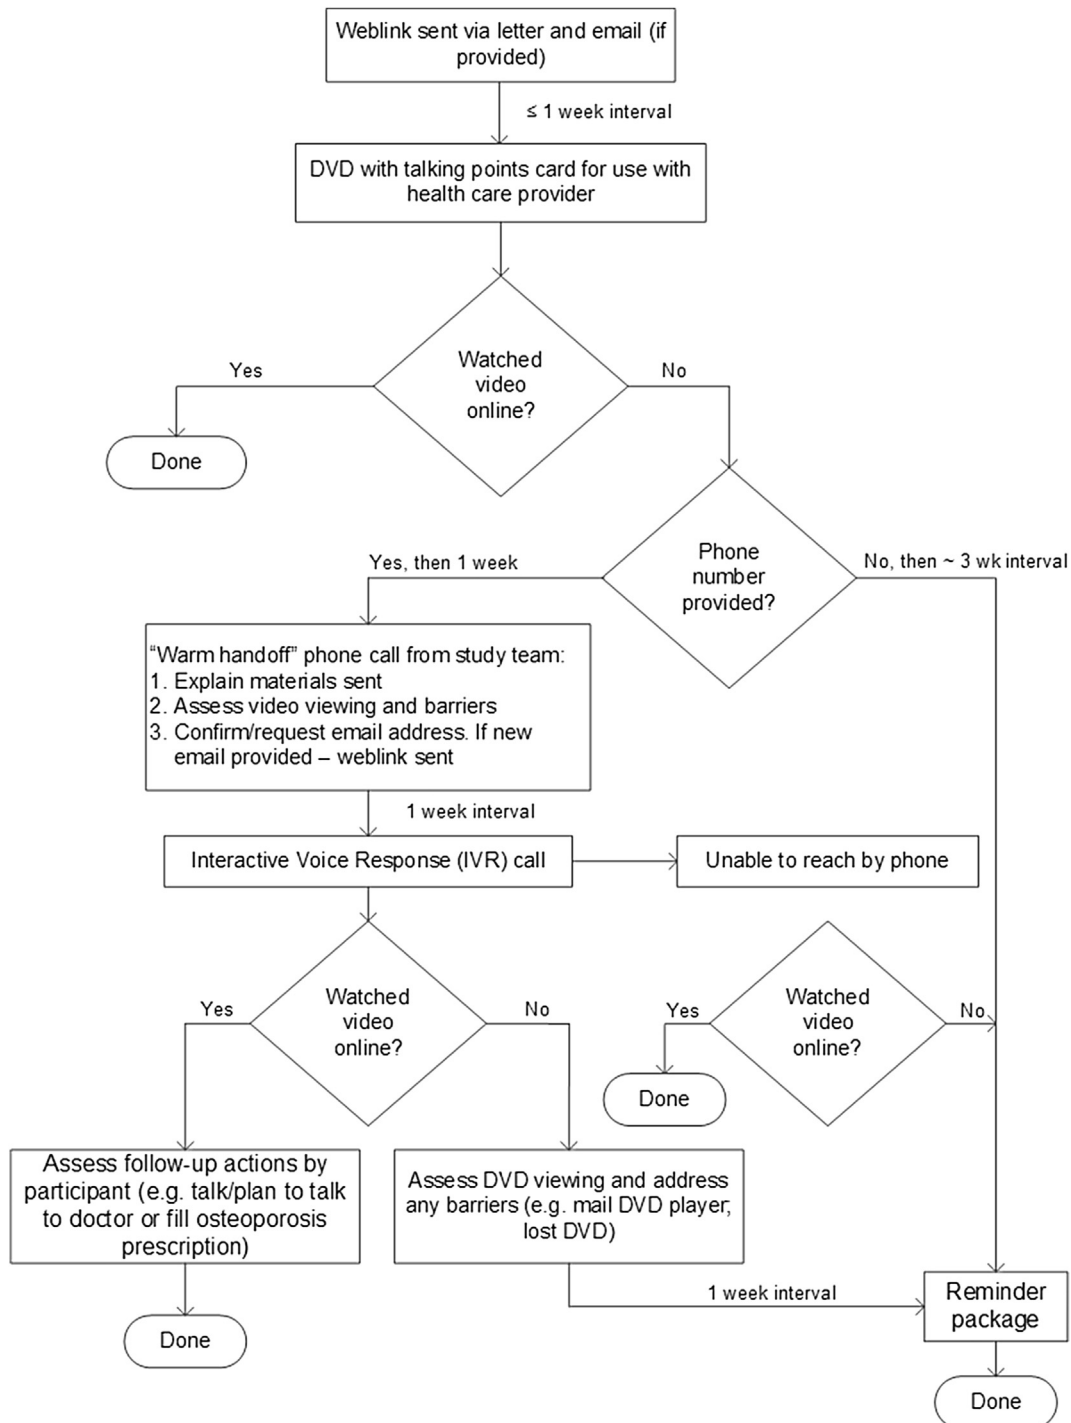 Weblink sent via letter and email (if
provided)
≤ 1 week interval
DVD with talking points card for use with
health care provider
Watched
video
online?
Yes
No
Done
Phone
number
provided?
Yes, then 1 week
No, then ~ 3 wk interval
“Warm handoff” phone call from study team:
1. Explain materials sent
2. Assess video viewing and barriers
3. Confirm/request email address. If new
email provided – weblink sent
1 week interval
Interactive Voice Response (IVR) call
Unable to reach by phone
Watched
video
online?
Yes
No
Watched
video
online?
Yes
No
Done
Assess follow-up actions by
participant (e.g. talk/plan to talk
to doctor or fill osteoporosis
prescription)
Assess DVD viewing and address
any barriers (e.g. mail DVD player;
lost DVD)
1 week interval
Reminder
package
Done
Done